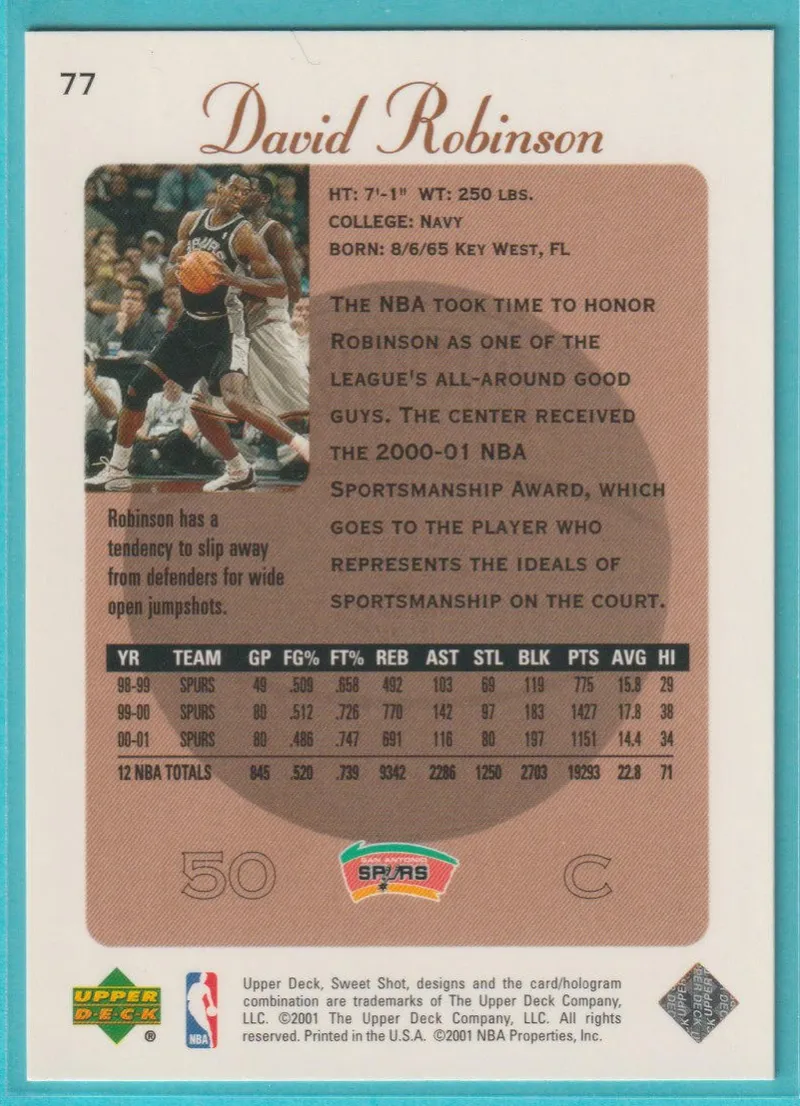 77
David Robinson
HT: 7'-1" WT: 250 LBS.
COLLEGE: NAVY
BORN: 8/6/65 KEY WEST, FL
THE NBA TOOK TIME TO HONOR
ROBINSON AS ONE OF THE
LEAGUE'S ALL-AROUND GOOD
GUYS. THE CENTER RECEIVED
THE 2000-01 NBA
SPORTSMANSHIP AWARD, WHICH
GOES TO THE PLAYER WHO
REPRESENTS THE IDEALS OF
SPORTSMANSHIP ON THE COURT.
SPURS
Robinson has a
tendency to slip away
from defenders for wide
open jumpshots.
YR TEAM GP FG% FT% REB AST STL BLK PTS AVG HI
98-99 SPURS 49 .509 .658 492 103 69 119 775 15.8 29
99-00 SPURS 80 .512 .726 770 142 97 183 1427 17.8 38
00-01 SPURS 80 .486 .747 691 116 80 197 1151 14.4 34
12 NBA TOTALS 845 .520 .739 9342 2286 1250 2703 19293 22.8 71
50
SAN ANTONIO
SPURS
C
UPPER
D·E·C·K
®
NBA
Upper Deck, Sweet Shot, designs and the card/hologram
combination are trademarks of The Upper Deck Company,
LLC. ©2001 The Upper Deck Company, LLC. All rights
reserved. Printed in the U.S.A. ©2001 NBA Properties, Inc.